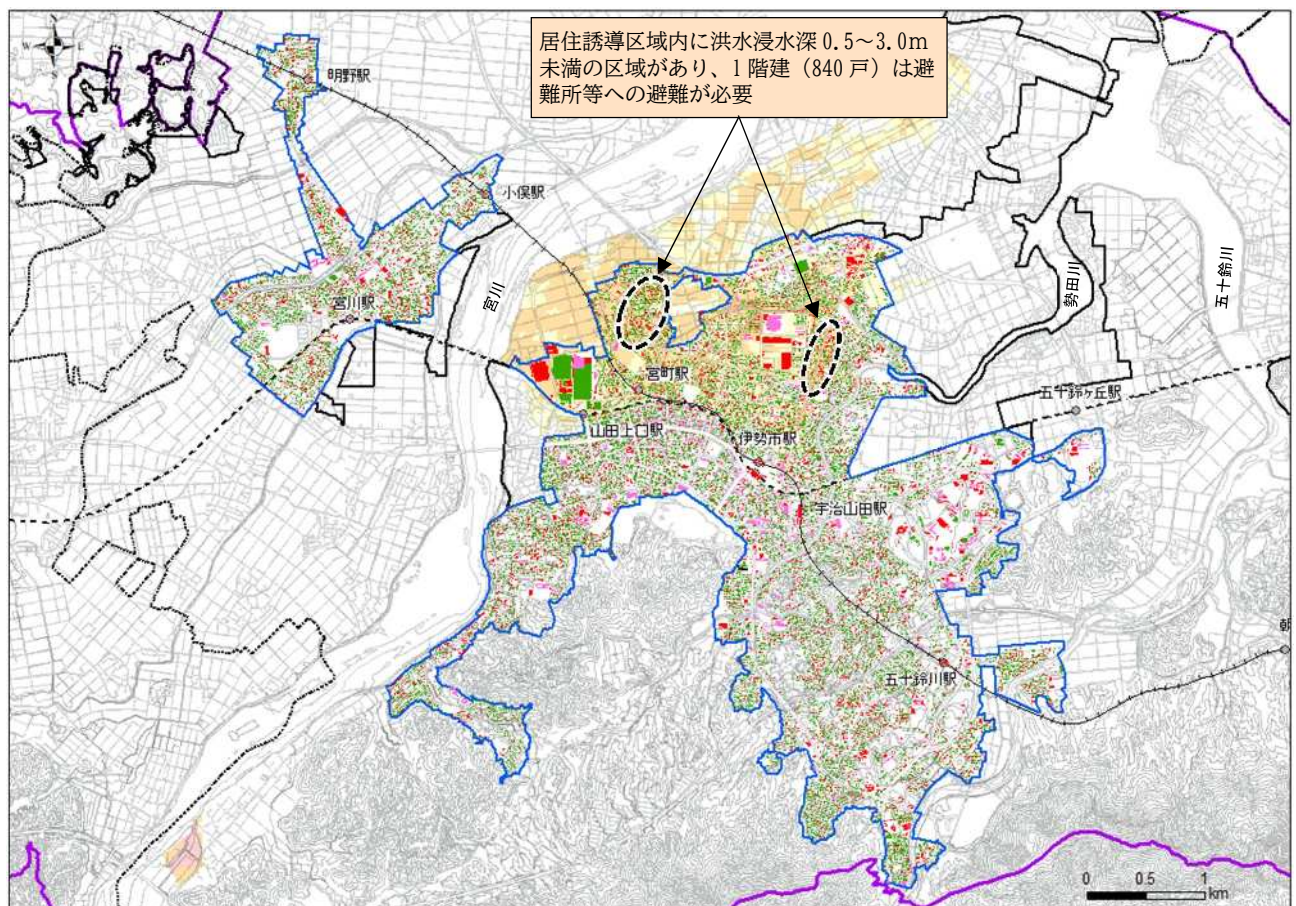 居住誘導区域内に洪水浸水深 0.5～3.0m
未満の区域があり、1 階建（840 戸）は避
難所等への避難が必要
N
W
E
S
明野駅
小俣駅
宮川
宮川駅
勢田川
五十鈴川
宮町駅
五十鈴ヶ丘駅
山田上口駅
伊勢市駅
宇治山田駅
朝
五十鈴川駅
0 0.5 1
km